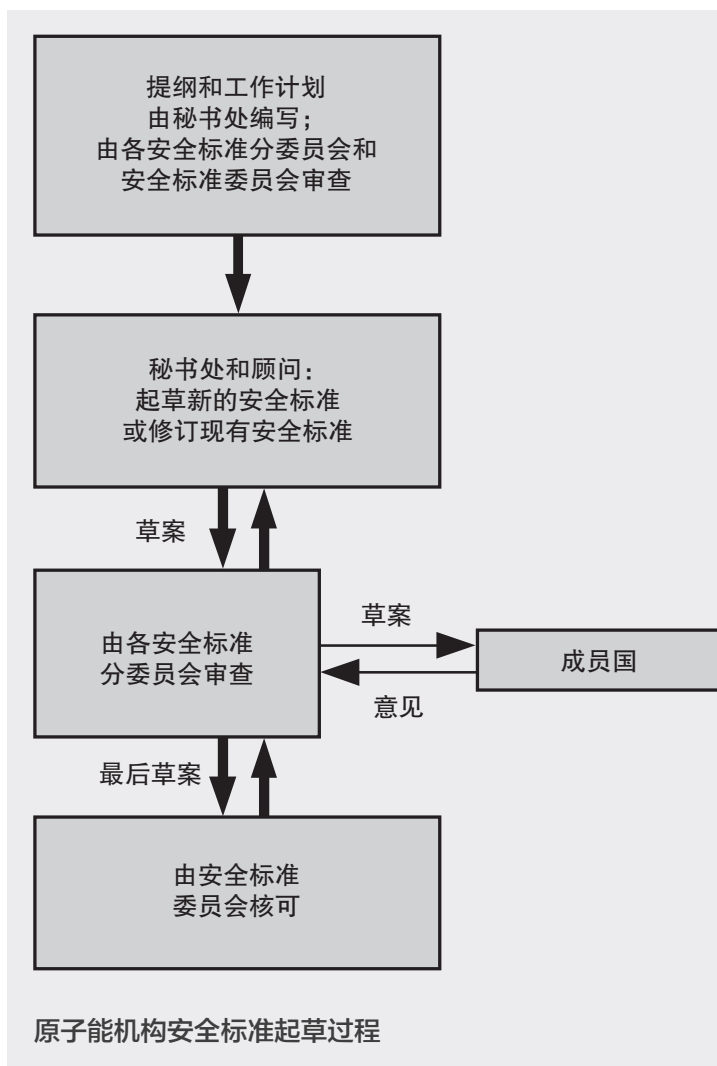 提纲和工作计划
由秘书处编写；
由各安全标准分委员会和
安全标准委员会审查
秘书处和顾问：
起草新的安全标准
或修订现有安全标准
草案
由各安全标准
分委员会审查
草案
成员国
意见
最后草案
由安全标准
委员会核可
原子能机构安全标准起草过程